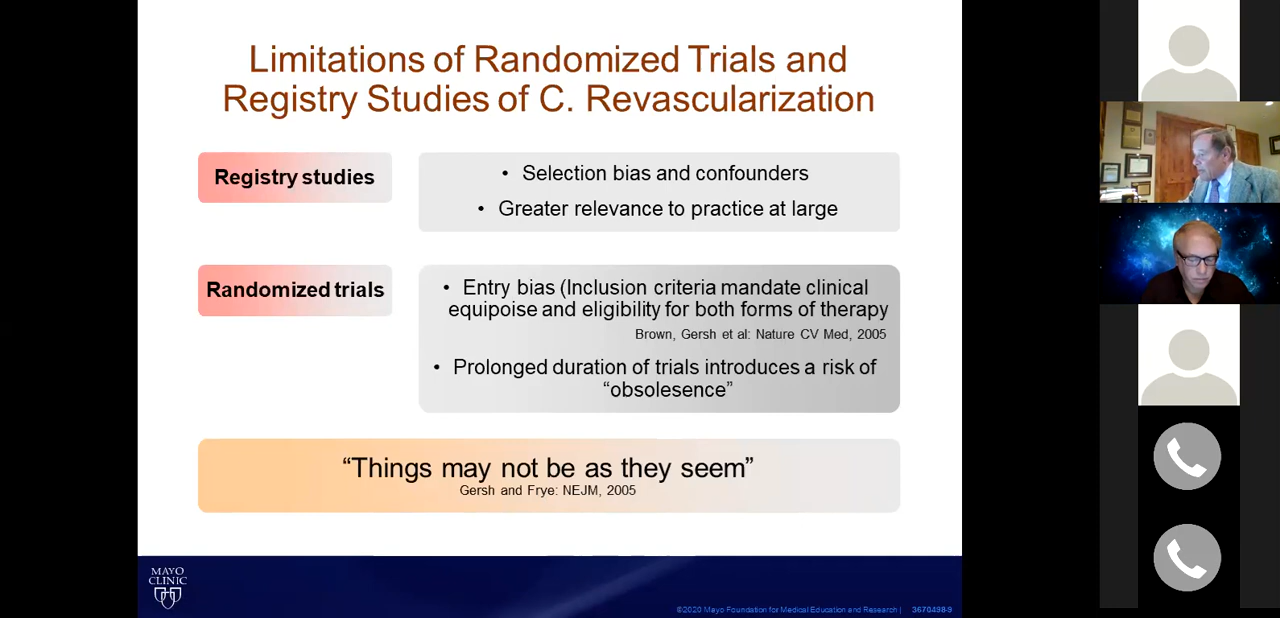 Limitations of Randomized Trials and
Registry Studies of C. Revascularization
Registry studies
• Selection bias and confounders
• Greater relevance to practice at large
Randomized trials
• Entry bias (Inclusion criteria mandate clinical
equipoise and eligibility for both forms of therapy
Brown, Gersh et al: Nature CV Med, 2005
• Prolonged duration of trials introduces a risk of
“obsolesence”
“Things may not be as they seem”
Gersh and Frye: NEJM, 2005
MAYO
CLINIC
©2020 Mayo Foundation for Medical Education and Research | 3670498-9